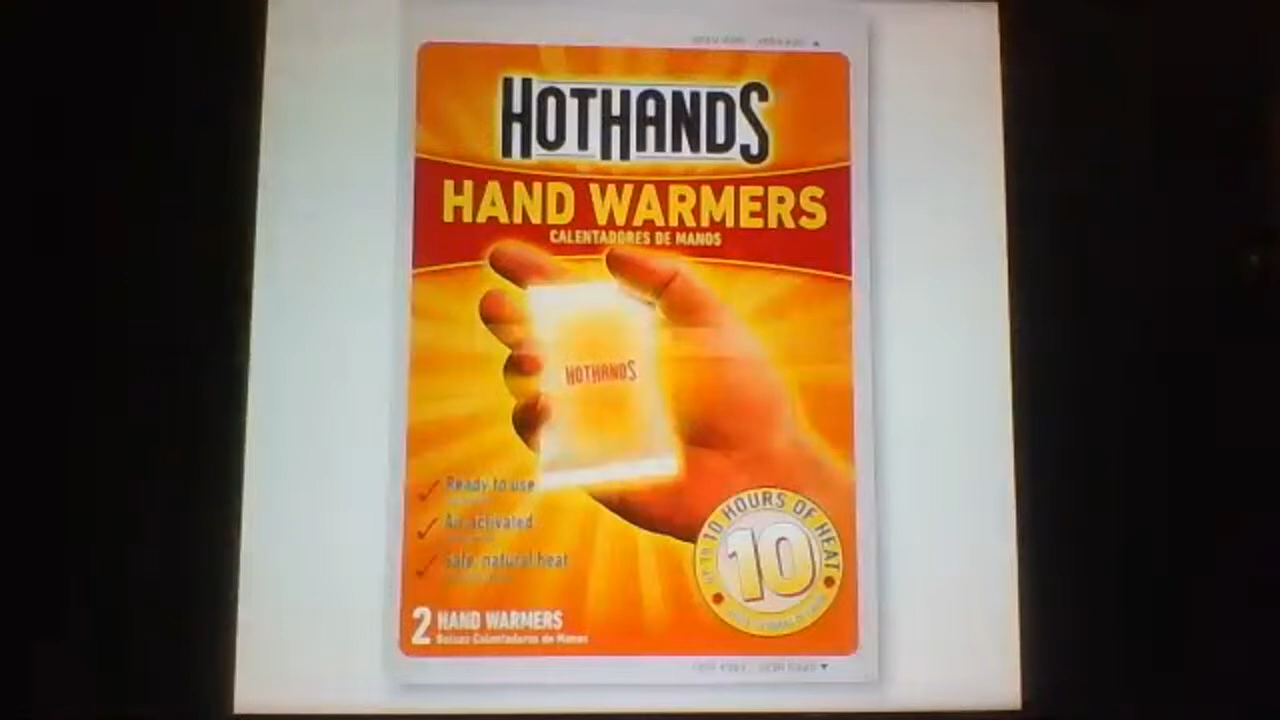 HOTHANDS
HAND WARMERS
CALENTADORES DE MANOS
HOTHANDS
Ready to use
Air activated
Safe, natural heat
UP TO 10 HOURS OF HEAT
10
2 HAND WARMERS
Bolsas Calentadoras de Manos